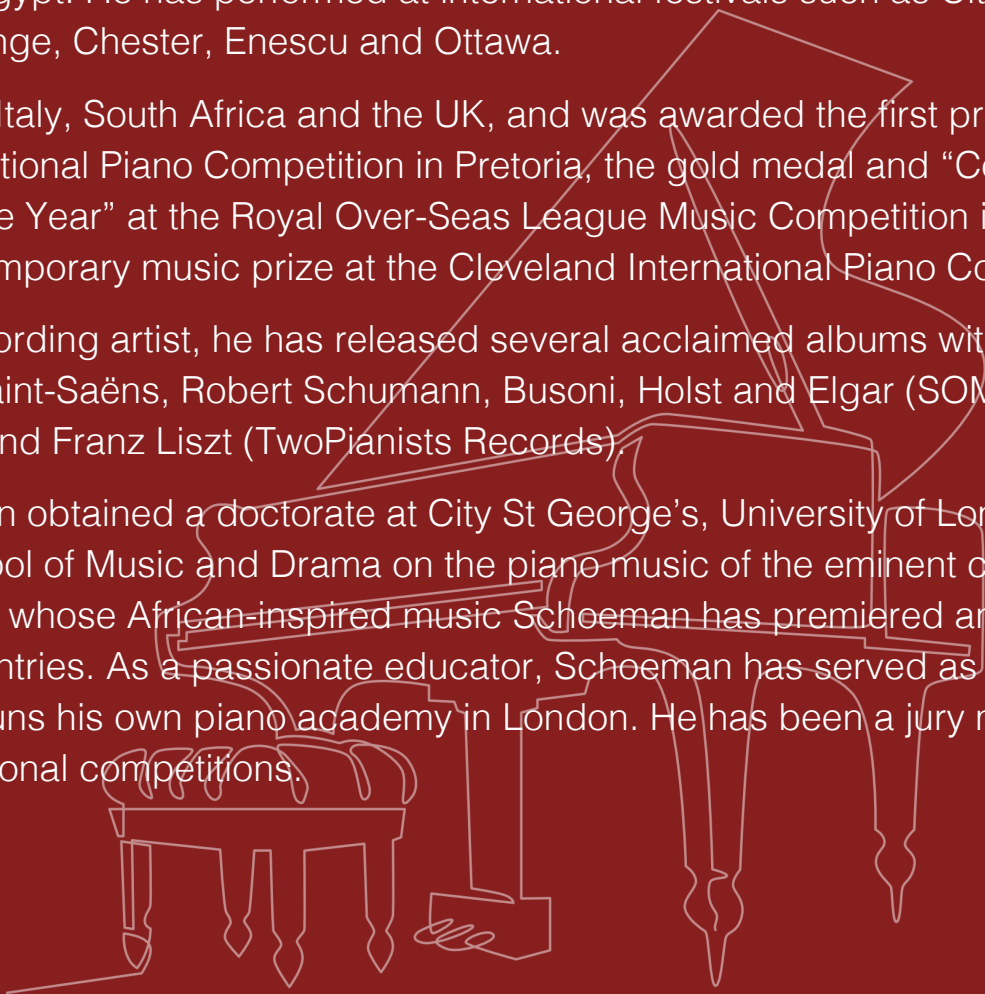 gypt. He has performed at international festivals such as
nge, Chester, Enescu and Ottawa.
Italy, South Africa and the UK, and was awarded the first pr
tional Piano Competition in Pretoria, the gold medal and “C
e Year” at the Royal Over-Seas League Music Competition i
mporary music prize at the Cleveland International Piano Co
ording artist, he has released several acclaimed albums wit
aint-Saëns, Robert Schumann, Busoni, Holst and Elgar (SOM
nd Franz Liszt (TwoPianists Records).
n obtained a doctorate at City St George’s, University of Lon
ool of Music and Drama on the piano music of the eminent c
whose African-inspired music Schoeman has premiered an
ntries. As a passionate educator, Schoeman has served as
uns his own piano academy in London. He has been a jury
ional competitions.